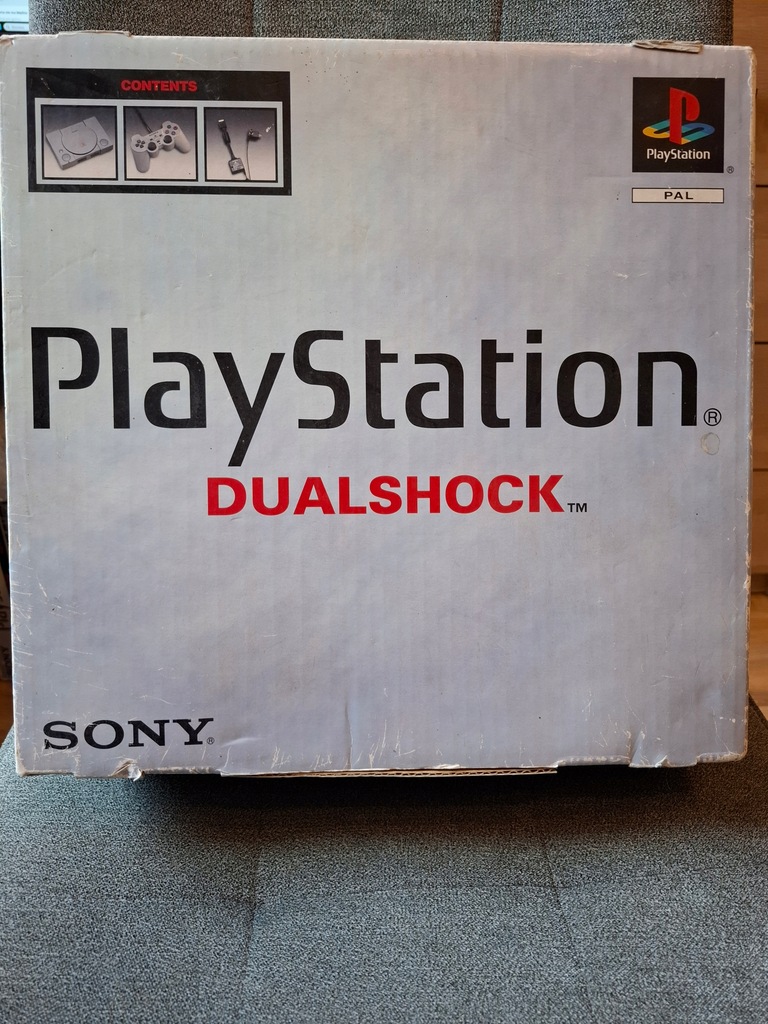 CONTENTS
PlayStation®
PAL
PlayStation®
DUALSHOCK™
SONY®